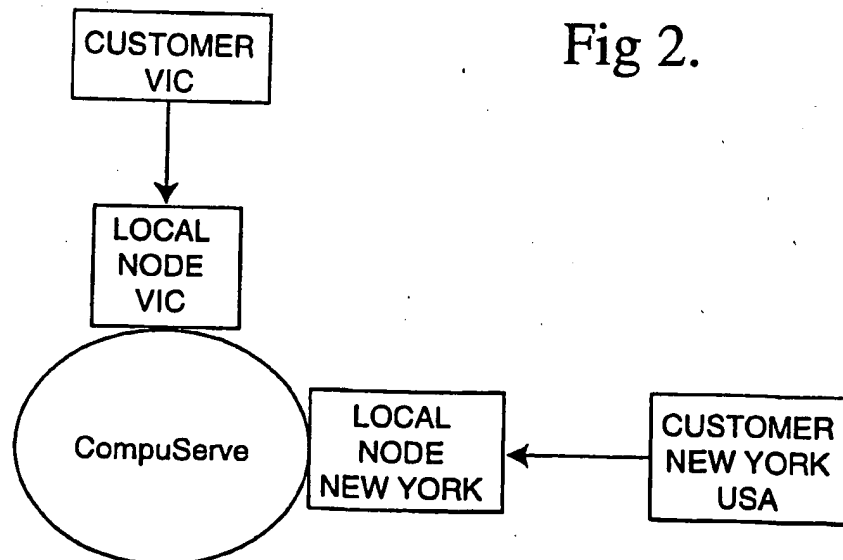 Fig 2.
CUSTOMER
VIC
LOCAL
NODE
VIC
CompuServe
LOCAL
NODE
NEW YORK
CUSTOMER
NEW YORK
USA